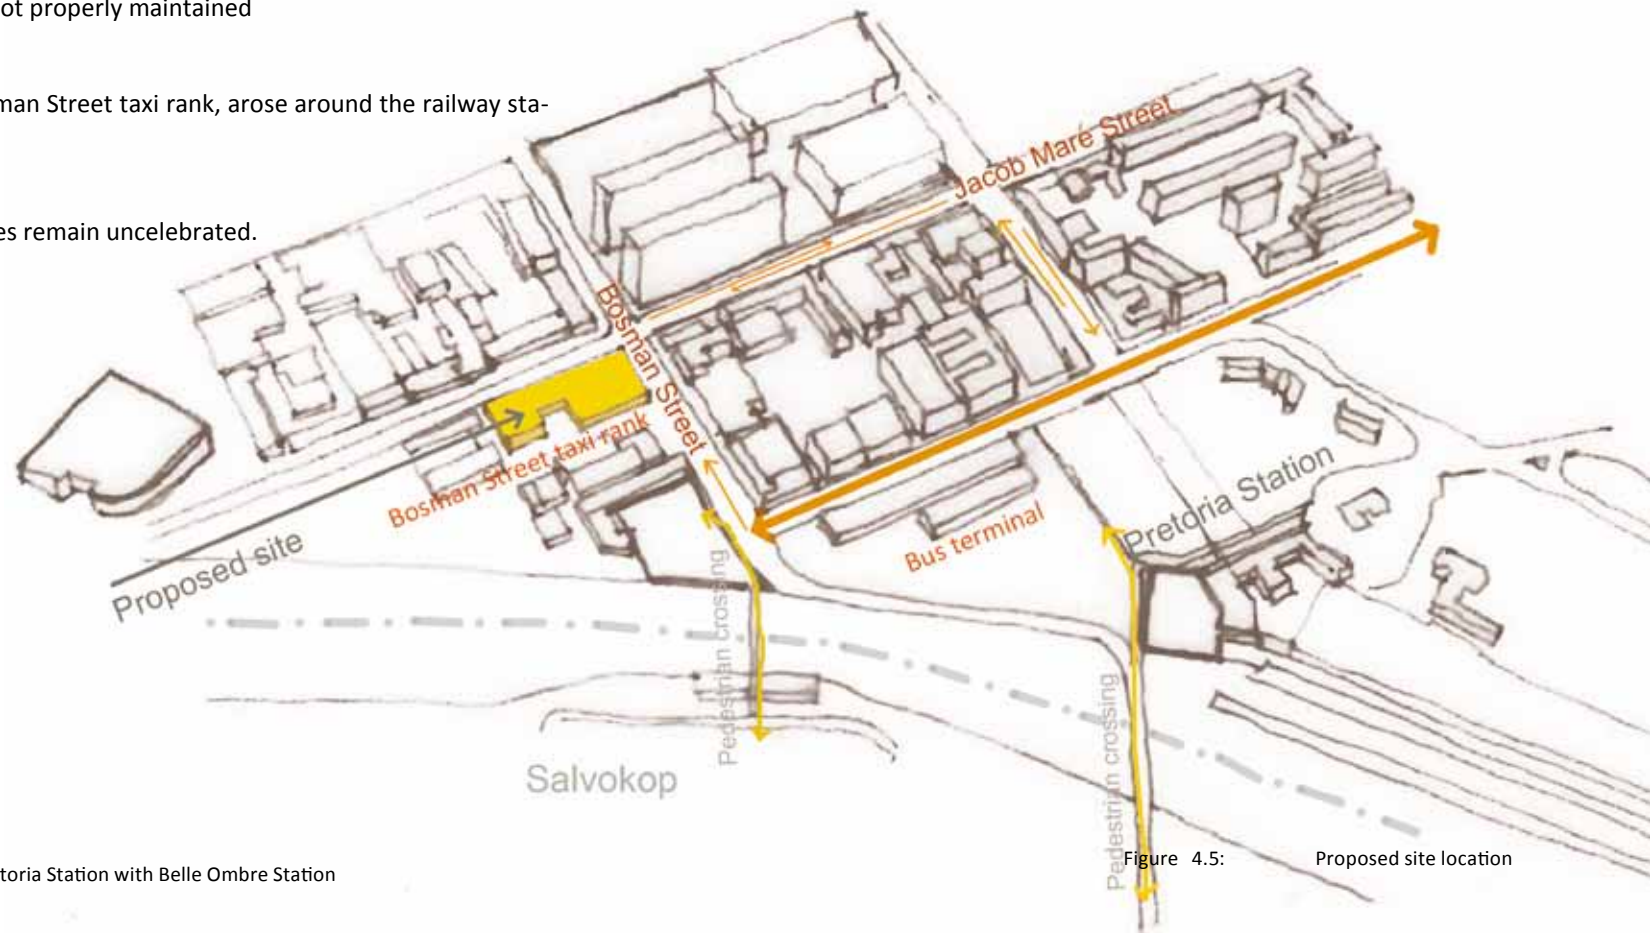 ot properly maintained
man Street taxi rank, arose around the railway sta-
es remain uncelebrated.
Jacob Mare Street
Bosman Street
Bosman Street taxi rank
Proposed site
Bus terminal
Pretoria Station
Pedestrian crossing
Pedestrian crossing
Salvokop
Figure 4.5: Proposed site location
toria Station with Belle Ombre Station